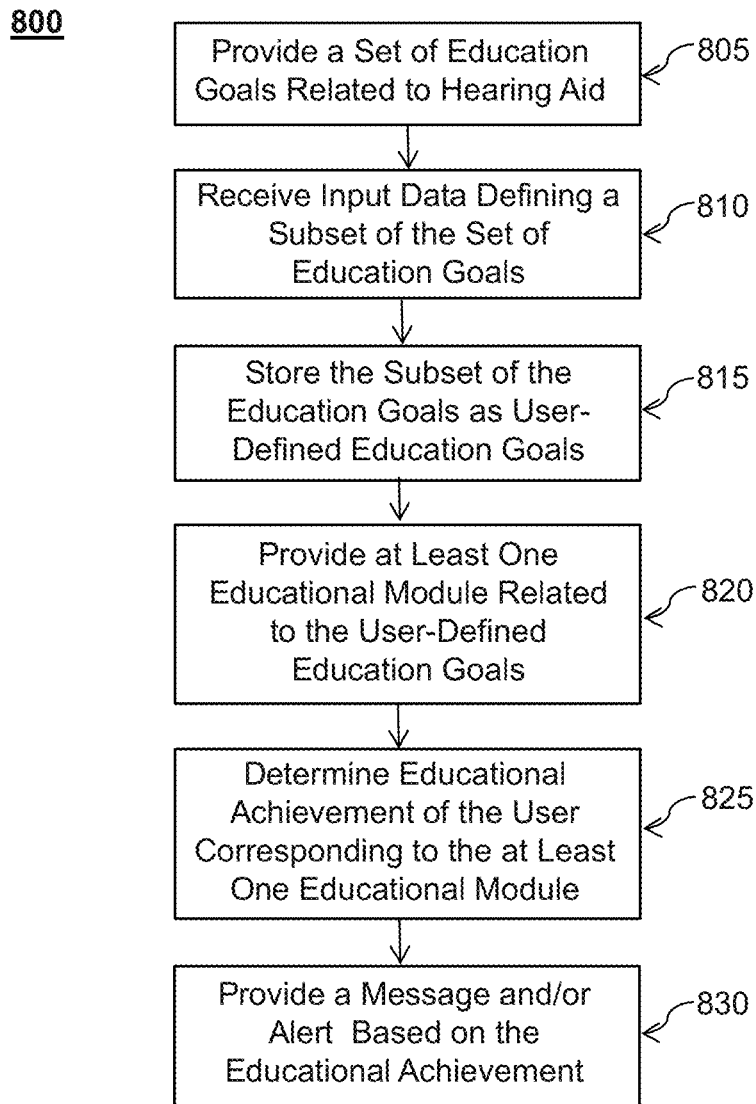 800
Provide a Set of Education
Goals Related to Hearing Aid
805
Receive Input Data Defining a
Subset of the Set of
Education Goals
810
Store the Subset of the
Education Goals as User-
Defined Education Goals
815
Provide at Least One
Educational Module Related
to the User-Defined
Education Goals
820
Determine Educational
Achievement of the User
Corresponding to the at Least
One Educational Module
825
Provide a Message and/or
Alert Based on the
Educational Achievement
830